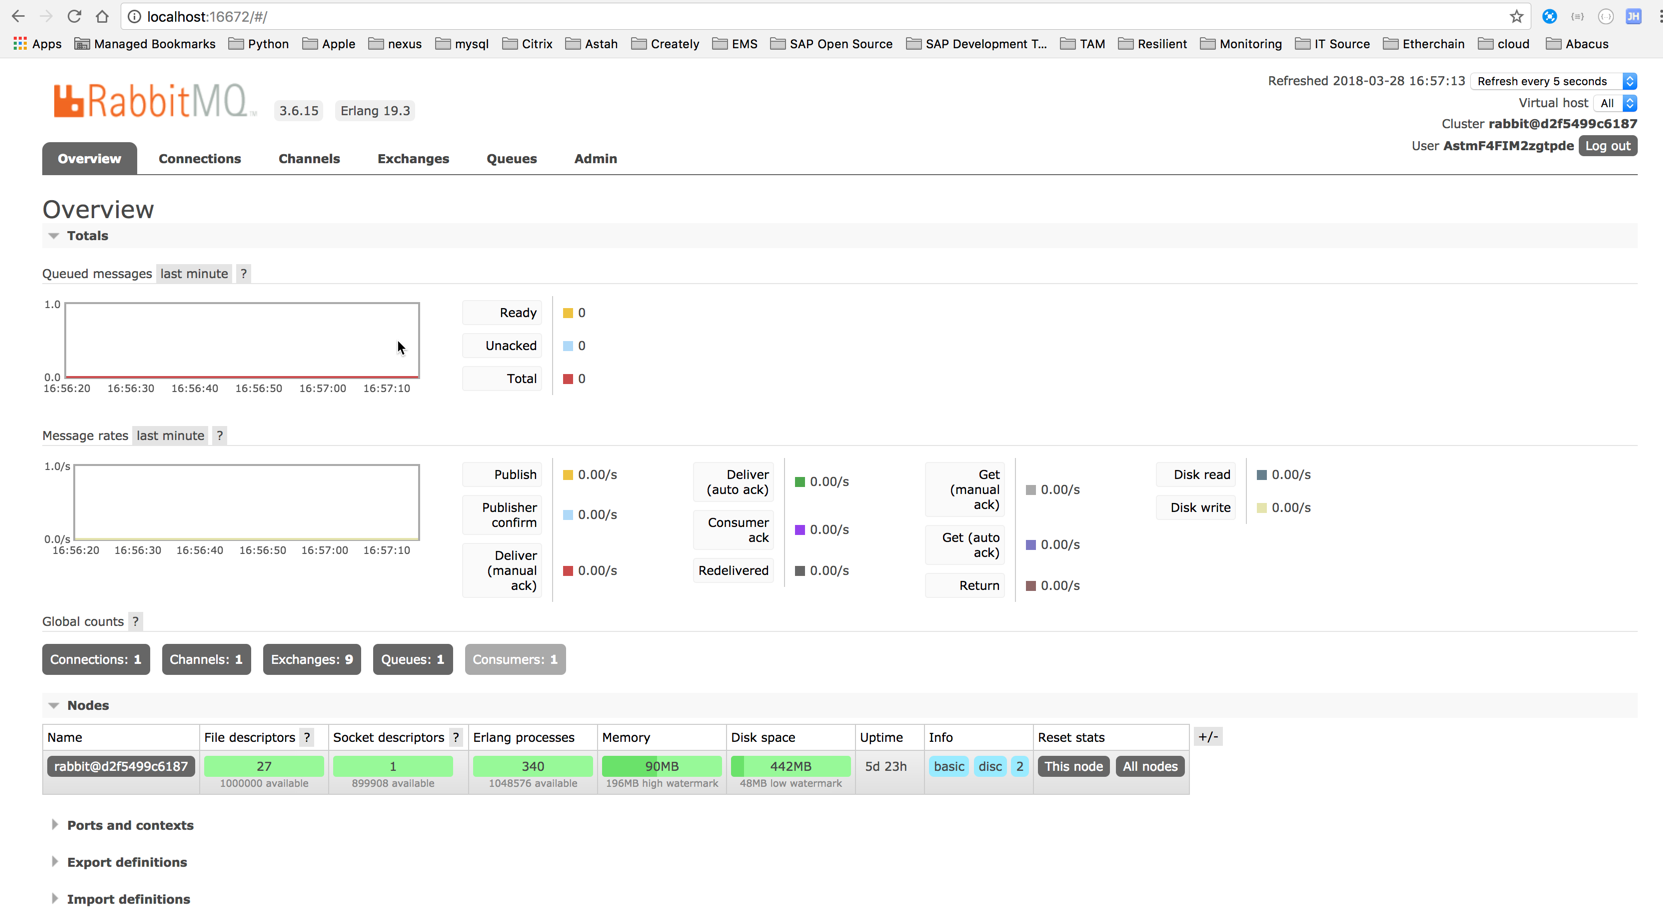 localhost:16672/#/
JH
Apps Managed Bookmarks Python Apple nexus mysql Citrix Astah Creately EMS SAP Open Source SAP Development T... TAM Resilient Monitoring IT Source Etherchain cloud Abacus
RabbitMQ 3.6.15 Erlang 19.3
Refreshed 2018-03-28 16:57:13 Refresh every 5 seconds
Virtual host All
Cluster rabbit@d2f5499c6187
User AstmF4FIM2zgtpde Log out
Overview Connections Channels Exchanges Queues Admin
Overview
Totals
Queued messages last minute ?
1.0
0.0
16:56:20 16:56:30 16:56:40 16:56:50 16:57:00 16:57:10
Ready 0
Unacked 0
Total 0
Message rates last minute ?
1.0/s
0.0/s
16:56:20 16:56:30 16:56:40 16:56:50 16:57:00 16:57:10
Publish 0.00/s
Publisher
confirm 0.00/s
Deliver
(manual
ack) 0.00/s
Deliver
(auto ack) 0.00/s
Consumer
ack 0.00/s
Redelivered 0.00/s
Get
(manual
ack) 0.00/s
Get (auto
ack) 0.00/s
Return 0.00/s
Disk read 0.00/s
Disk write 0.00/s
Global counts ?
Connections: 1 Channels: 1 Exchanges: 9 Queues: 1 Consumers: 1
Nodes
Name File descriptors ? Socket descriptors ? Erlang processes Memory Disk space Uptime Info Reset stats +/-
rabbit@d2f5499c6187 27 1 340 90MB 442MB 5d 23h basic disc 2 This node All nodes
1000000 available 899908 available 1048576 available 196MB high watermark 48MB low watermark
Ports and contexts
Export definitions
Import definitions